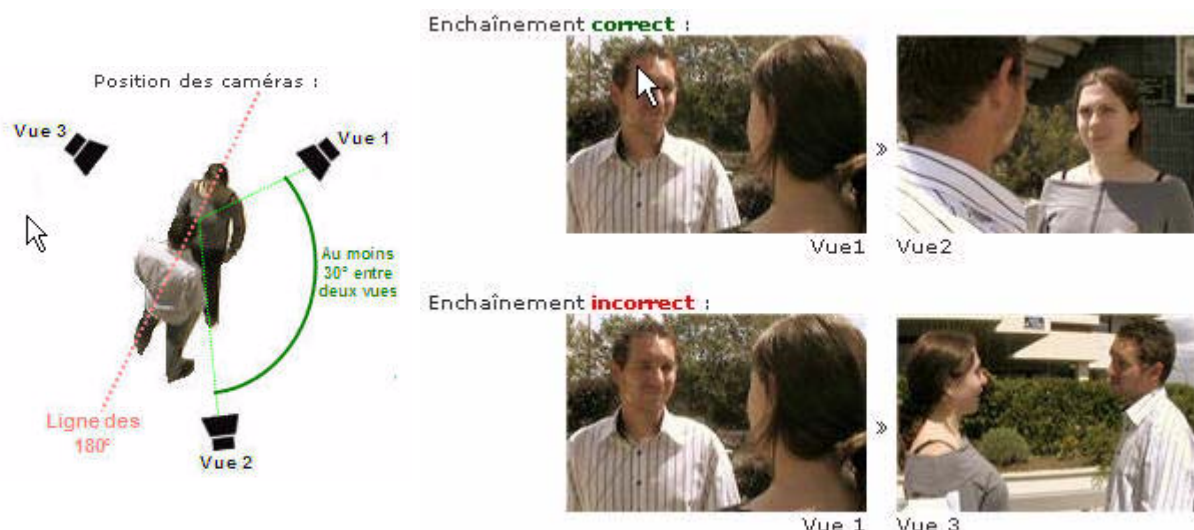 Position des caméras :
Vue 3
Vue 1
Au moins
30° entre
deux vues
Ligne des
180°
Vue 2
Enchaînement correct :
»
Vue1
Vue2
Enchaînement incorrect :
»
Vue 1
Vue 3